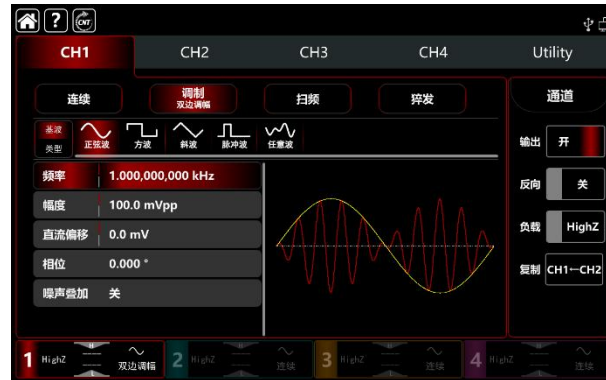 ? CNT
CH1 CH2 CH3 CH4 Utility
连续 调制 扫频 猝发 通道
双边调幅
基波
类型 正弦波 方波 斜波 脉冲波 任意波
输出 开
频率 1.000,000,000 kHz
幅度 100.0 mVpp
反向 关
直流偏移 0.0 mV
负载 HighZ
相位 0.000 °
复制 CH1←CH2
噪声叠加 关
1 HighZ 双边调幅 2 HighZ 连续 3 HighZ 连续 4 HighZ 连续